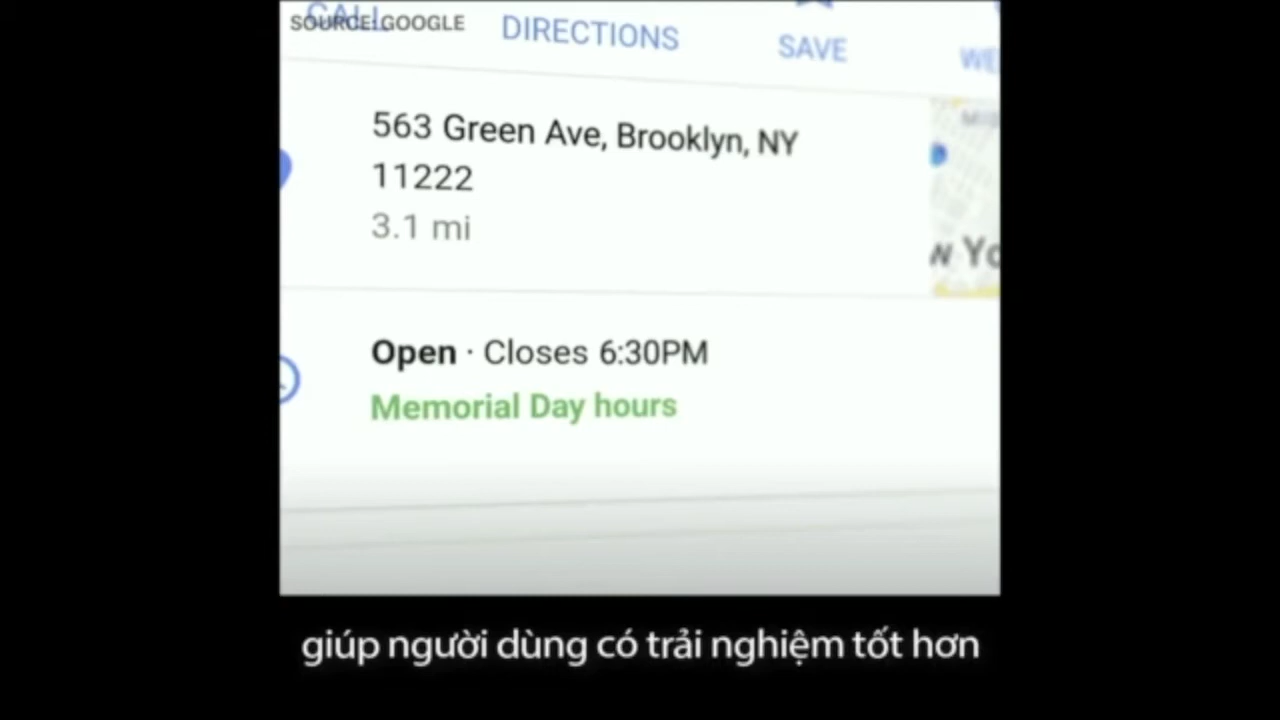 CALL
SOURCE: GOOGLE
DIRECTIONS
SAVE
563 Green Ave, Brooklyn, NY
11222
3.1 mi
Open · Closes 6:30PM
Memorial Day hours
giúp người dùng có trải nghiệm tốt hơn